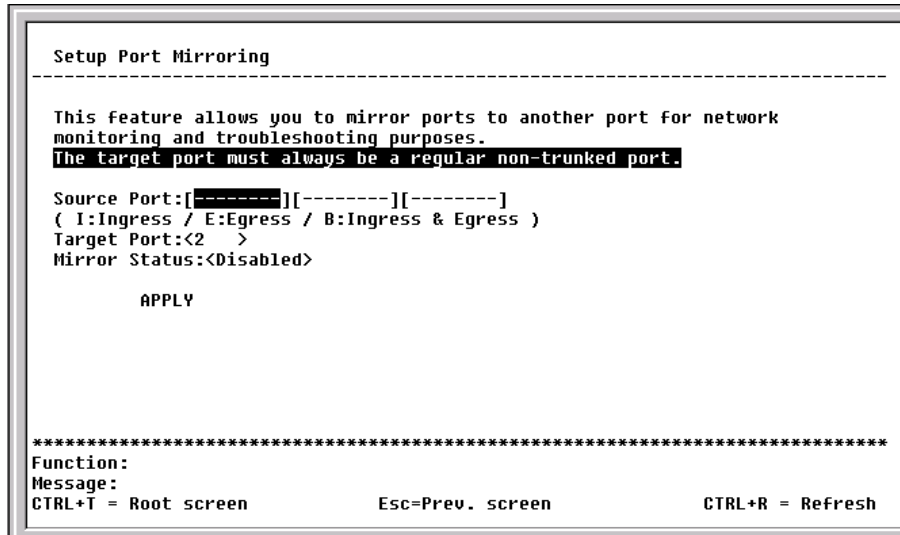 Setup Port Mirroring
-------------------------------------------------------------------------------
This feature allows you to mirror ports to another port for network
monitoring and troubleshooting purposes.
The target port must always be a regular non-trunked port.
Source Port:[--------][--------][--------]
( I:Ingress / E:Egress / B:Ingress & Egress )
Target Port:<2   >
Mirror Status:<Disabled>
APPLY
*******************************************************************************
Function:
Message:
CTRL+T = Root screen            Esc=Prev. screen              CTRL+R = Refresh